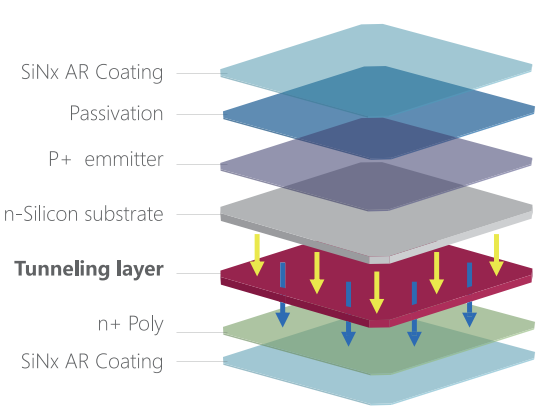 SiNx AR Coating
Passivation
P+ emmitter
n-Silicon substrate
Tunneling layer
n+ Poly
SiNx AR Coating